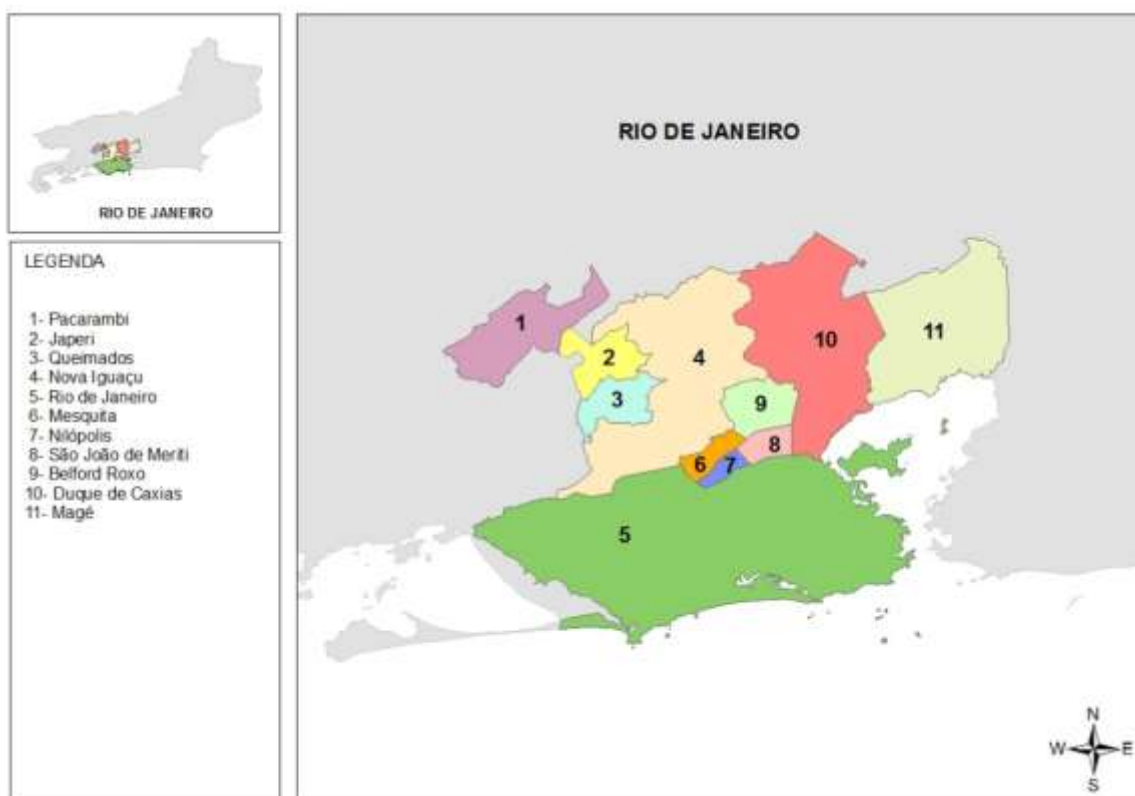 RIO DE JANEIRO
LEGENDA
1- Pacarambi
2- Japeri
3- Queimados
4- Nova Iguaçu
5- Rio de Janeiro
6- Mesquita
7- Nilópolis
8- São João de Meriti
9- Belford Roxo
10- Duque de Caxias
11- Magé
RIO DE JANEIRO
1
2
3
4
5
6
7
8
9
10
11
N
W E
S